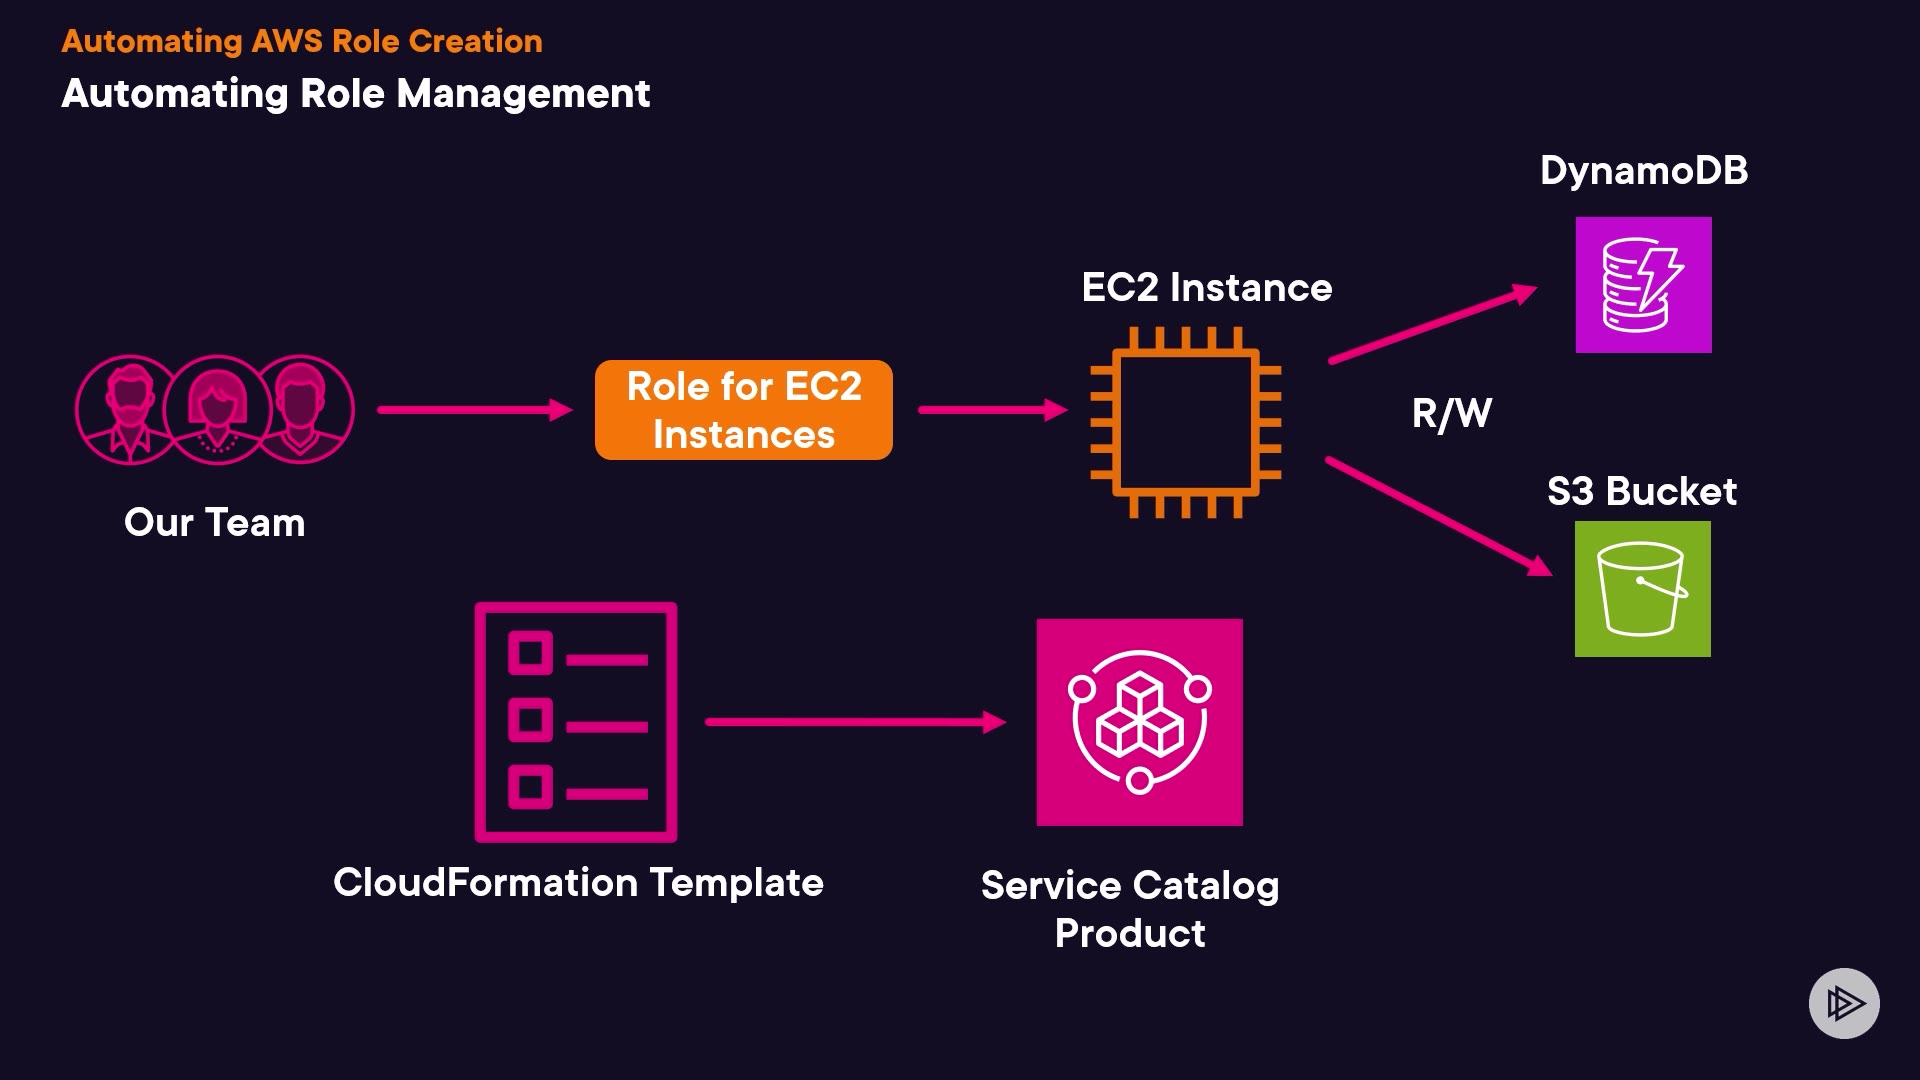 Automating AWS Role Creation
Automating Role Management
DynamoDB
EC2 Instance
Role for EC2
Instances
R/W
S3 Bucket
Our Team
CloudFormation Template
Service Catalog
Product